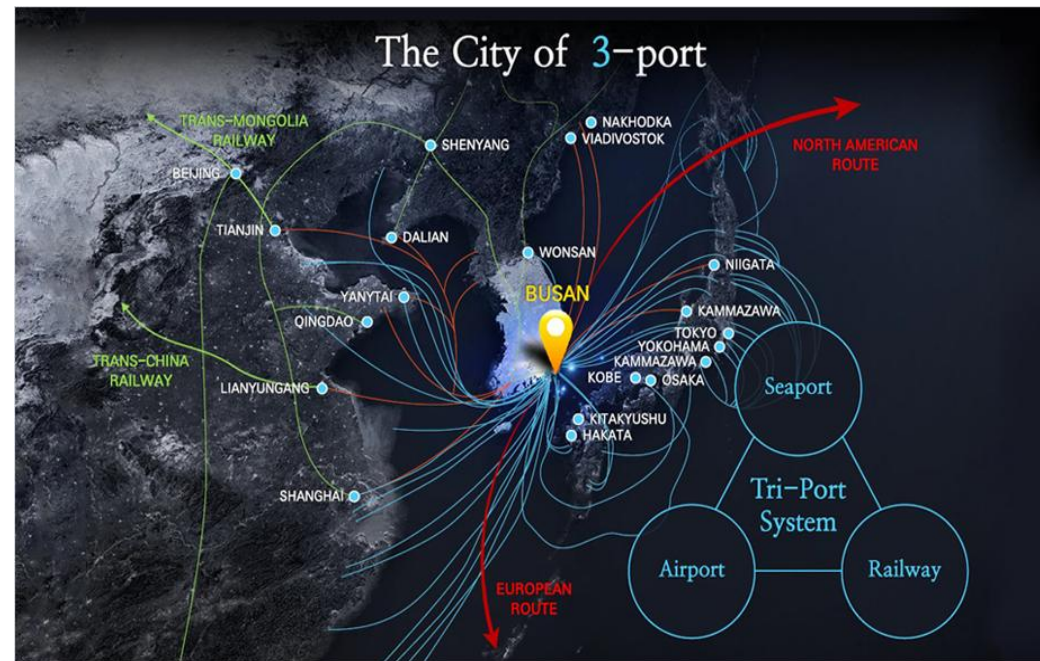 The City of 3-port
TRANS-MONGOLIA
RAILWAY
NAKHODKA
VIADIVOSTOK
SHENYANG
NORTH AMERICAN
ROUTE
BEIJING
TIANJIN
DALIAN
WONSAN
NIIGATA
YANYTAI
BUSAN
QINGDAO
KAMMAZAWA
TOKYO
YOKOHAMA
TRANS-CHINA
RAILWAY
KAMMAZAWA
LIANYUNGANG
KOBE
OSAKA
Seaport
KITAKYUSHU
HAKATA
SHANGHAI
Tri-Port
System
Airport
Railway
EUROPEAN
ROUTE